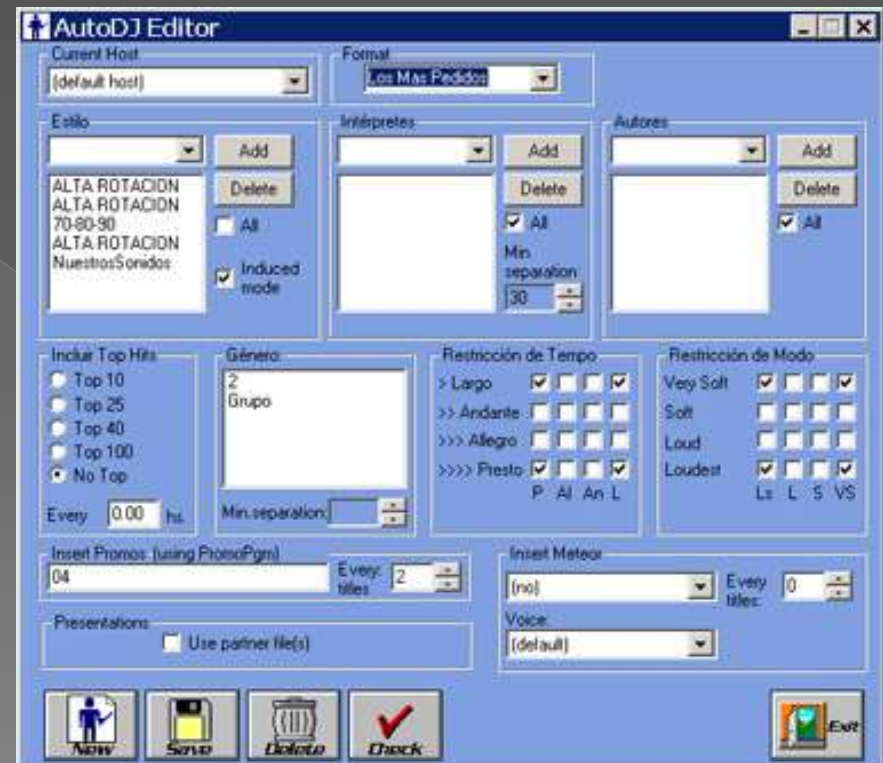 AutoDJ Editor
Current Host
(default host)
Format
Los Mas Pedidos
Estilo
Add
ALTA ROTACION
ALTA ROTACION
70-80-90
ALTA ROTACION
NuestrosSonidos
Delete
All
Induced
mode
Intérpretes
Add
Delete
All
Min
separation
30
Autores
Add
Delete
All
Incluir Top Hits
Top 10
Top 25
Top 40
Top 100
No Top
Every 0.00 hs.
Género:
2
Grupo
Min.separation:
Restricción de Tempo
> Largo
>> Andante
>>> Allegro
>>>> Presto
P Al An L
Restricción de Modo
Very Soft
Soft
Loud
Loudest
Ls L S VS
Insert Promos (using PromoPgm)
04
Every: 2
titles
Presentations
Use partner file(s)
Insert Meteor
(no)
Every 0
titles:
Voice:
(default)
New
Save
Delete
Check
Exit